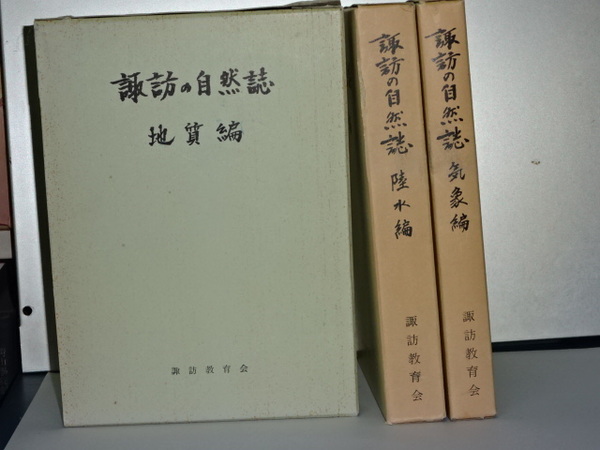 諏訪の自然誌
地質編
諏訪教育会
諏訪の自然誌 陸水編
諏訪教育会
諏訪の自然誌 気象編
諏訪教育会